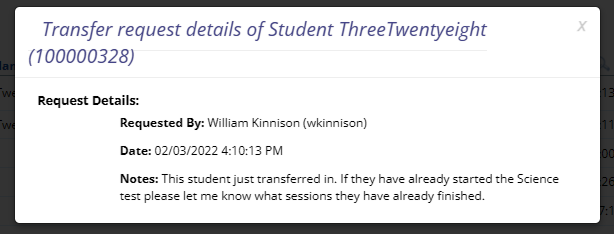 Transfer request details of Student ThreeTwentyeight
(100000328)
x
Request Details:
Requested By: William Kinnison (wkinnison)
Date: 02/03/2022 4:10:13 PM
Notes: This student just transferred in. If they have already started the Science
test please let me know what sessions they have already finished.